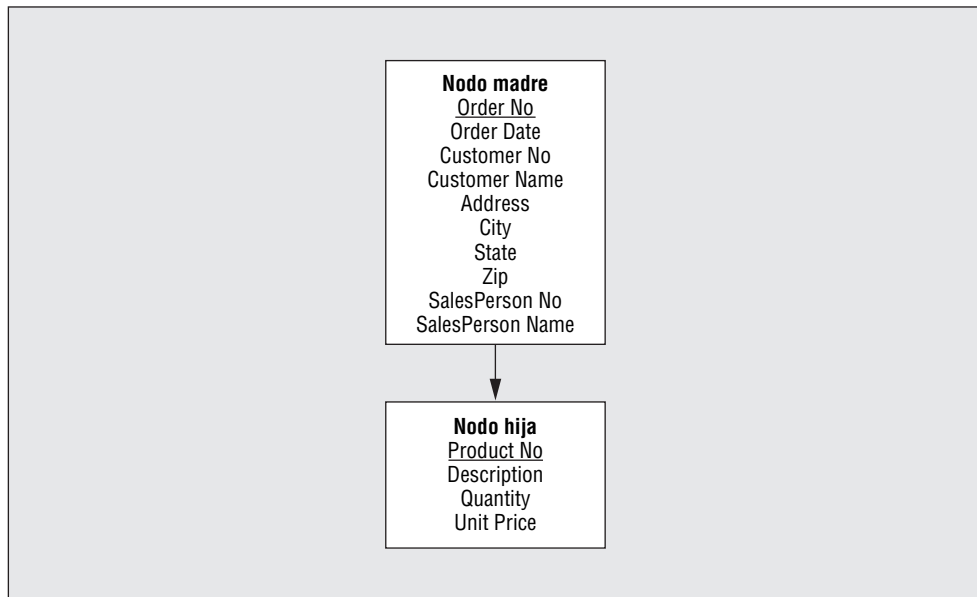 Nodo madre
Order No
Order Date
Customer No
Customer Name
Address
City
State
Zip
SalesPerson No
SalesPerson Name
Nodo hija
Product No
Description
Quantity
Unit Price